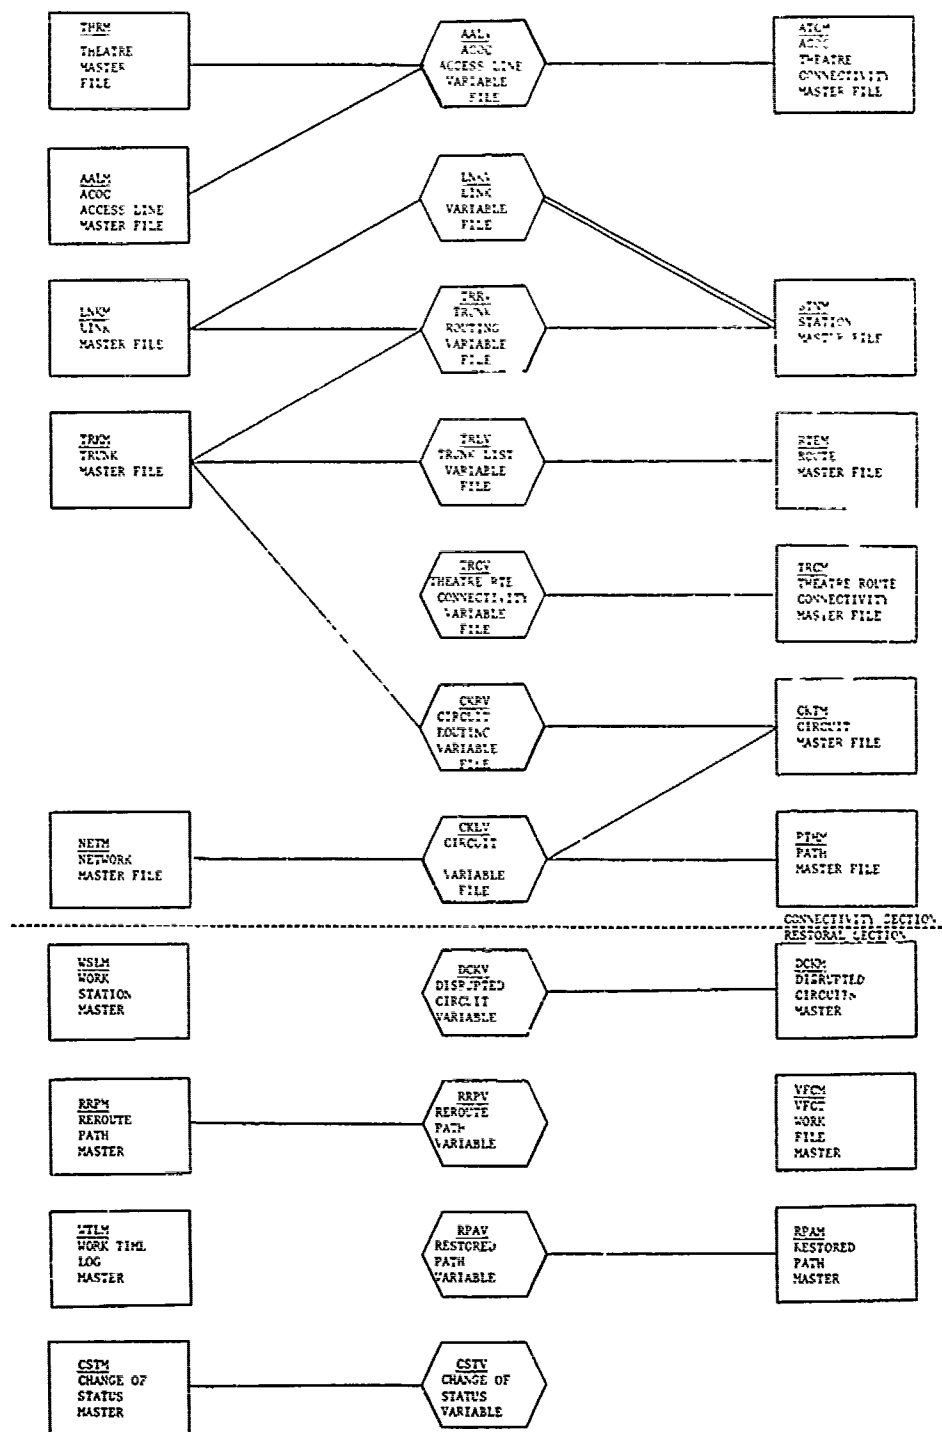 THRM
THEATRE
MASTER
FILE
AALV
ACOC
ACCESS LINE
VARIABLE
FILE
ATCM
ACOC
THEATRE
CONNECTIVITY
MASTER FILE
AALM
ACOC
ACCESS LINE
MASTER FILE
LNKV
LINK
VARIABLE
FILE
LNKM
LINK
MASTER FILE
TRRV
TRUNK
ROUTING
VARIABLE
FILE
STNM
STATION
MASTER FILE
TRKM
TRUNK
MASTER FILE
TRLV
TRUNK LIST
VARIABLE
FILE
RTEM
ROUTE
MASTER FILE
TRCV
THEATRE RTE
CONNECTIVITY
VARIABLE
FILE
TRCM
THEATRE ROUTE
CONNECTIVITY
MASTER FILE
CKRV
CIRCUIT
ROUTING
VARIABLE
FILE
CKTM
CIRCUIT
MASTER FILE
NETM
NETWORK
MASTER FILE
CKLV
CIRCUIT
VARIABLE
FILE
PTHM
PATH
MASTER FILE
CONNECTIVITY SECTION
RESTORAL SECTION
WSLM
WORK
STATION
MASTER
DCKV
DISRUPTED
CIRCUIT
VARIABLE
DCKM
DISRUPTED
CIRCUIT
MASTER
RRPM
REROUTE
PATH
MASTER
RRPV
REROUTE
PATH
VARIABLE
VFCM
VFCT
WORK
FILE
MASTER
WTLM
WORK TIME
LOG
MASTER
RPAV
RESTORED
PATH
VARIABLE
RPAM
RESTORED
PATH
MASTER
CSTM
CHANGE OF
STATUS
MASTER
CSTV
CHANGE OF
STATUS
VARIABLE